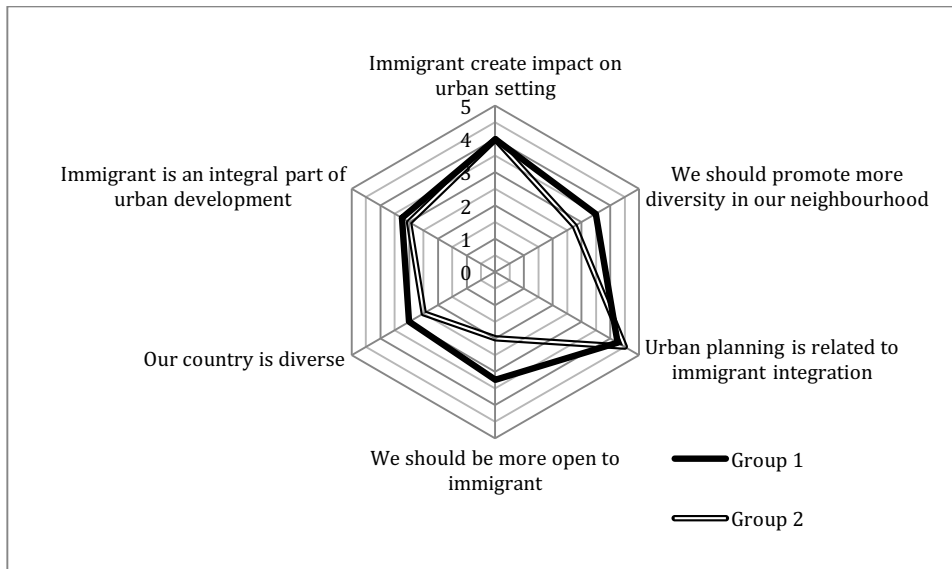 Immigrant create impact on
urban setting
5
4
3
2
1
0
Immigrant is an integral part of
urban development
We should promote more
diversity in our neighbourhood
Our country is diverse
Urban planning is related to
immigrant integration
We should be more open to
immigrant
Group 1
Group 2